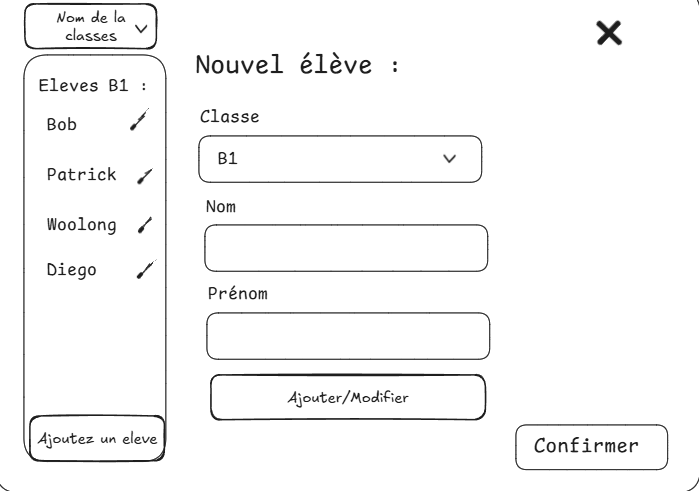 Nom de la
classes
Eleves B1 :
Bob
Patrick
Woolong
Diego
Ajoutez un eleve
Nouvel élève :
Classe
B1
Nom
Prénom
Ajouter/Modifier
Confirmer